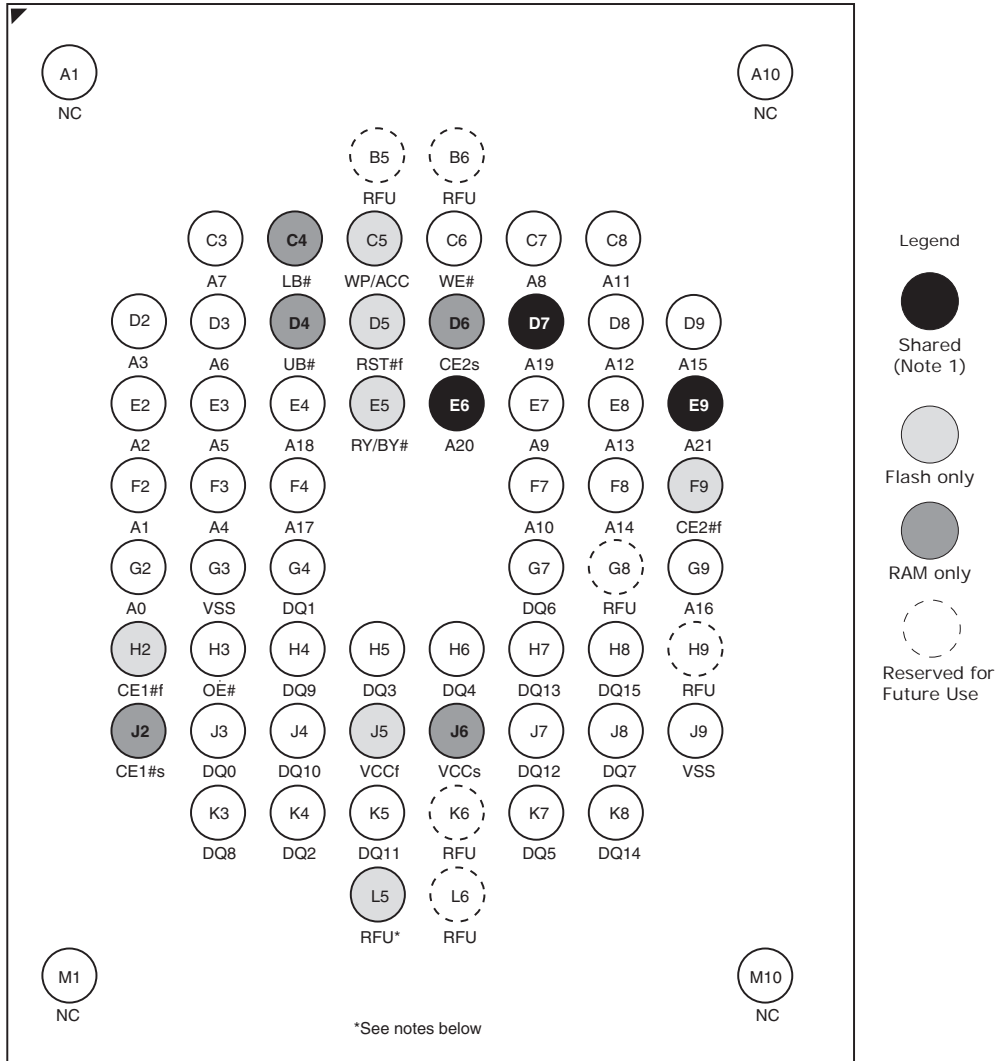 A1 A10
NC NC
B5 B6
RFU RFU
C3 C4 C5 C6 C7 C8
A7 LB# WP/ACC WE# A8 A11
D2 D3 D4 D5 D6 D7 D8 D9
A3 A6 UB# RST#f CE2s A19 A12 A15
E2 E3 E4 E5 E6 E7 E8 E9
A2 A5 A18 RY/BY# A20 A9 A13 A21
F2 F3 F4 F7 F8 F9
A1 A4 A17 A10 A14 CE2#f
G2 G3 G4 G7 G8 G9
A0 VSS DQ1 DQ6 RFU A16
H2 H3 H4 H5 H6 H7 H8 H9
CE1#f OE# DQ9 DQ3 DQ4 DQ13 DQ15 RFU
J2 J3 J4 J5 J6 J7 J8 J9
CE1#s DQ0 DQ10 VCCf VCCs DQ12 DQ7 VSS
K3 K4 K5 K6 K7 K8
DQ8 DQ2 DQ11 RFU DQ5 DQ14
L5 L6
RFU* RFU
M1 M10
NC NC
*See notes below
Legend
Shared
(Note 1)
Flash only
RAM only
Reserved for
Future Use